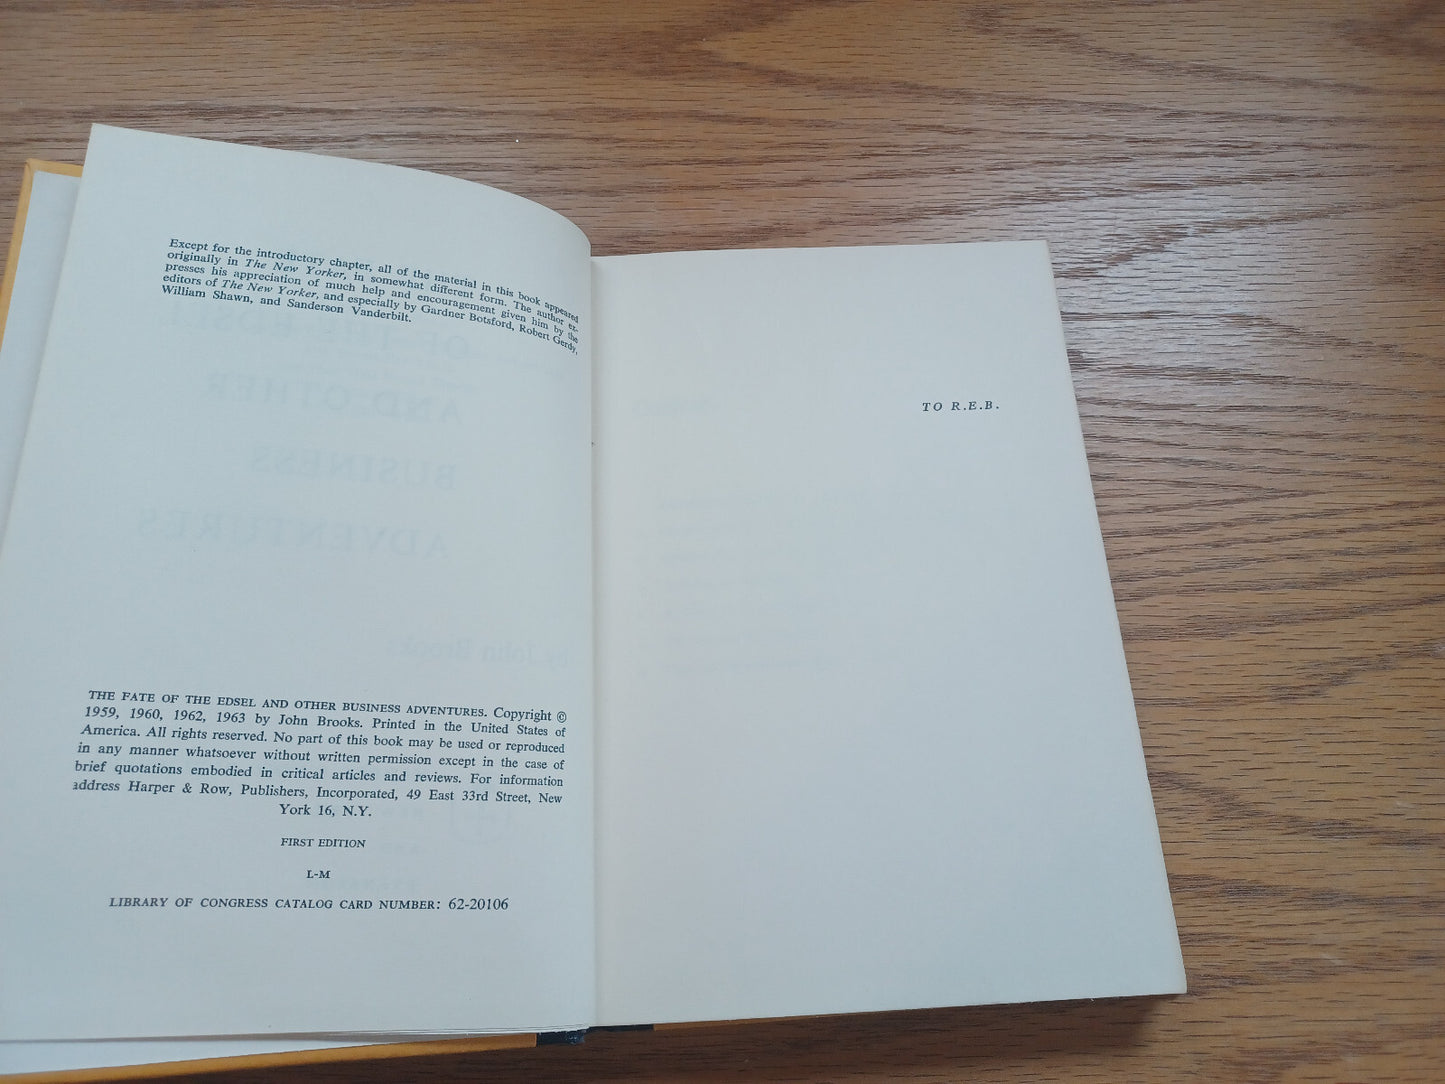 Except for the introductory chapter, all of the material in this book appeared
originally in The New Yorker, in somewhat different form. The author ex-
presses his appreciation of much help and encouragement given him by the
editors of The New Yorker, and especially by Gardner Botsford, Robert Gerdy,
William Shawn, and Sanderson Vanderbilt.
THE FATE OF THE EDSEL AND OTHER BUSINESS ADVENTURES. Copyright ©
1959, 1960, 1962, 1963 by John Brooks. Printed in the United States of
America. All rights reserved. No part of this book may be used or reproduced
in any manner whatsoever without written permission except in the case of
brief quotations embodied in critical articles and reviews. For information
address Harper & Row, Publishers, Incorporated, 49 East 33rd Street, New
York 16, N.Y.
FIRST EDITION
L-M
LIBRARY OF CONGRESS CATALOG CARD NUMBER: 62-20106
TO R.E.B.